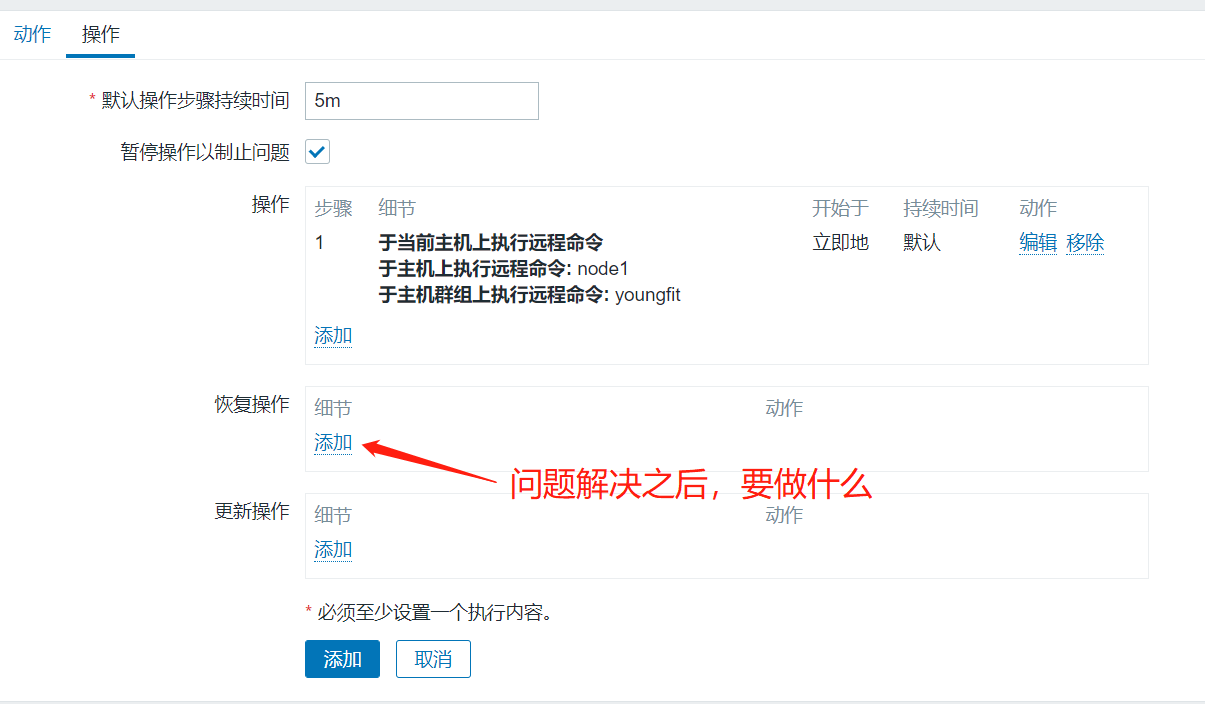 动作 操作
* 默认操作步骤持续时间 5m
暂停操作以制止问题
操作 步骤 细节 开始于 持续时间 动作
1 于当前主机上执行远程命令 立即地 默认 编辑 移除
于主机上执行远程命令: node1
于主机群组上执行远程命令: youngfit
添加
恢复操作 细节 动作
添加
问题解决之后，要做什么
更新操作 细节 动作
添加
* 必须至少设置一个执行内容。
添加 取消